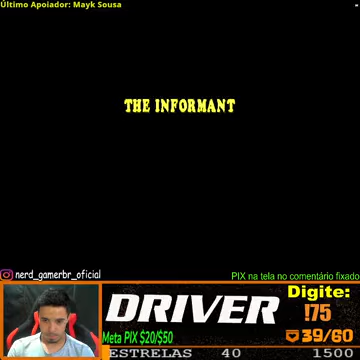 Último Apoiador: Mayk Sousa
THE INFORMANT
nerd_gamerbr_oficial
PIX na tela no comentário fixado
DRIVER
Digite:
!75
Meta PIX $20/$50
39/60
ESTRELAS 40 1500